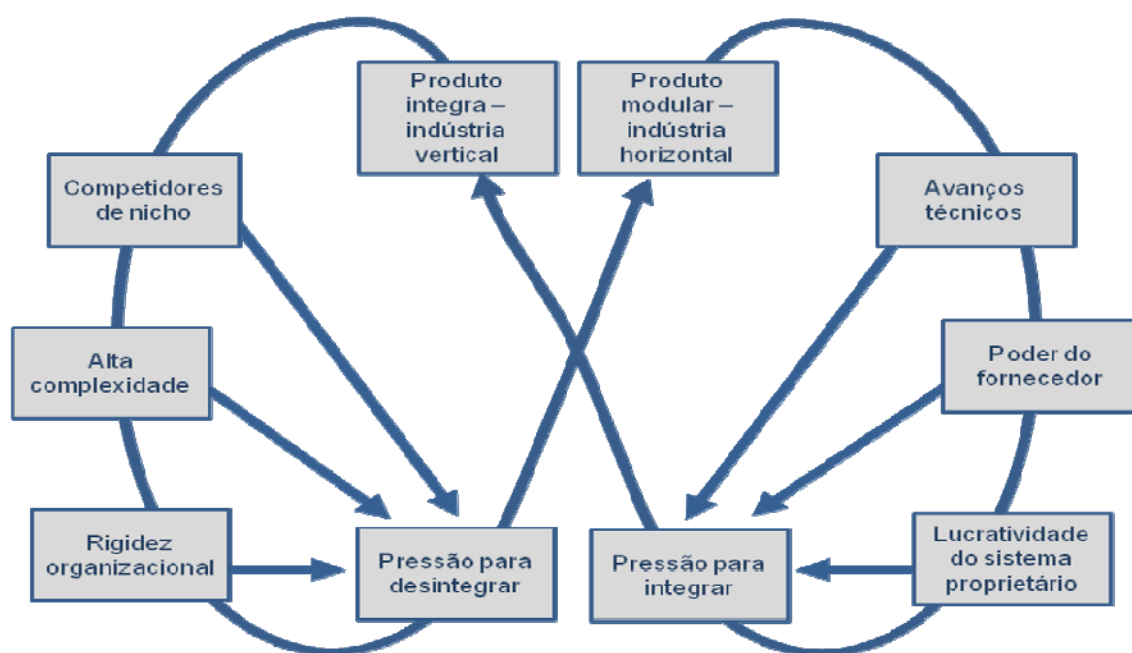 Produto
integra –
indústria
vertical
Produto
modular –
indústria
horizontal
Competidores
de nicho
Avanços
técnicos
Alta
complexidade
Poder do
fornecedor
Rigidez
organizacional
Pressão para
desintegrar
Pressão para
integrar
Lucratividade
do sistema
proprietário